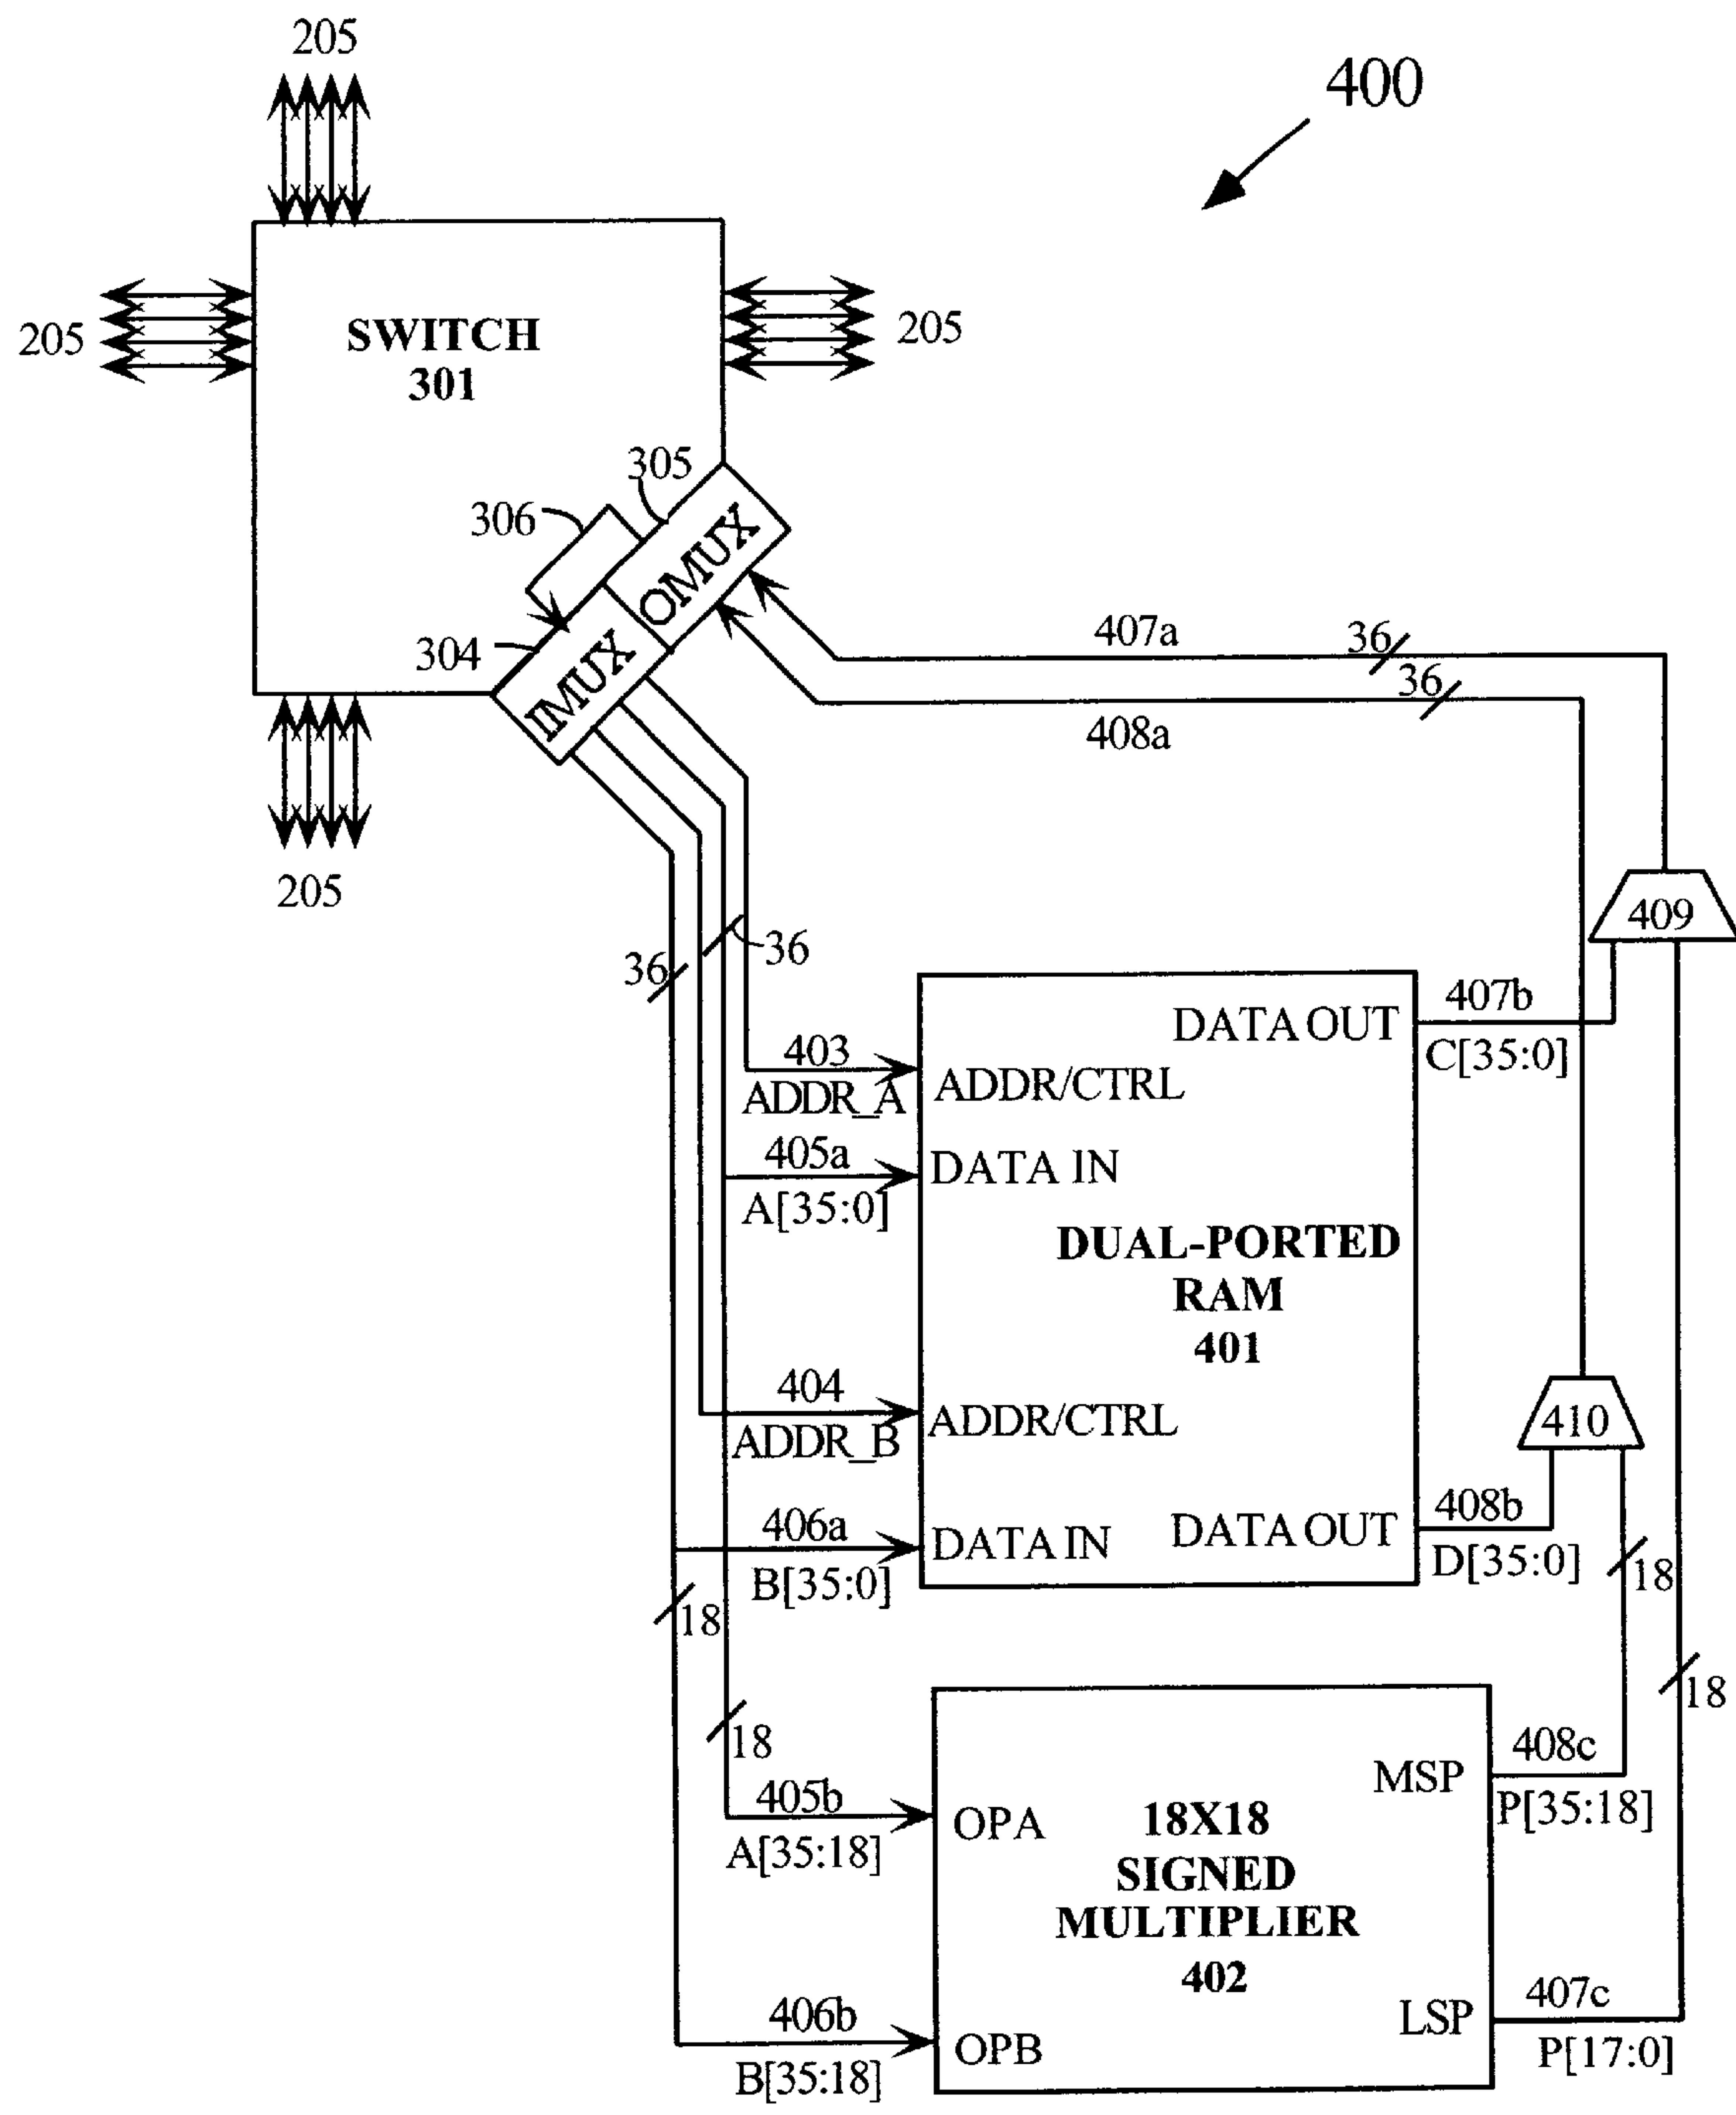 205
400
205
SWITCH
301
205
305
306
OMUX
304
IMUX
407a
36
36
408a
205
409
36
36
407b
DATA OUT
C[35:0]
403
ADDR_A
ADDR/CTRL
405a
DATA IN
A[35:0]
DUAL-PORTED
RAM
401
404
ADDR/CTRL
ADDR_B
410
408b
406a
DATA IN
DATA OUT
D[35:0]
B[35:0]
18
18
18
18
408c
MSP
P[35:18]
405b
OPA
A[35:18]
18X18
SIGNED
MULTIPLIER
402
407c
LSP
P[17:0]
406b
OPB
B[35:18]